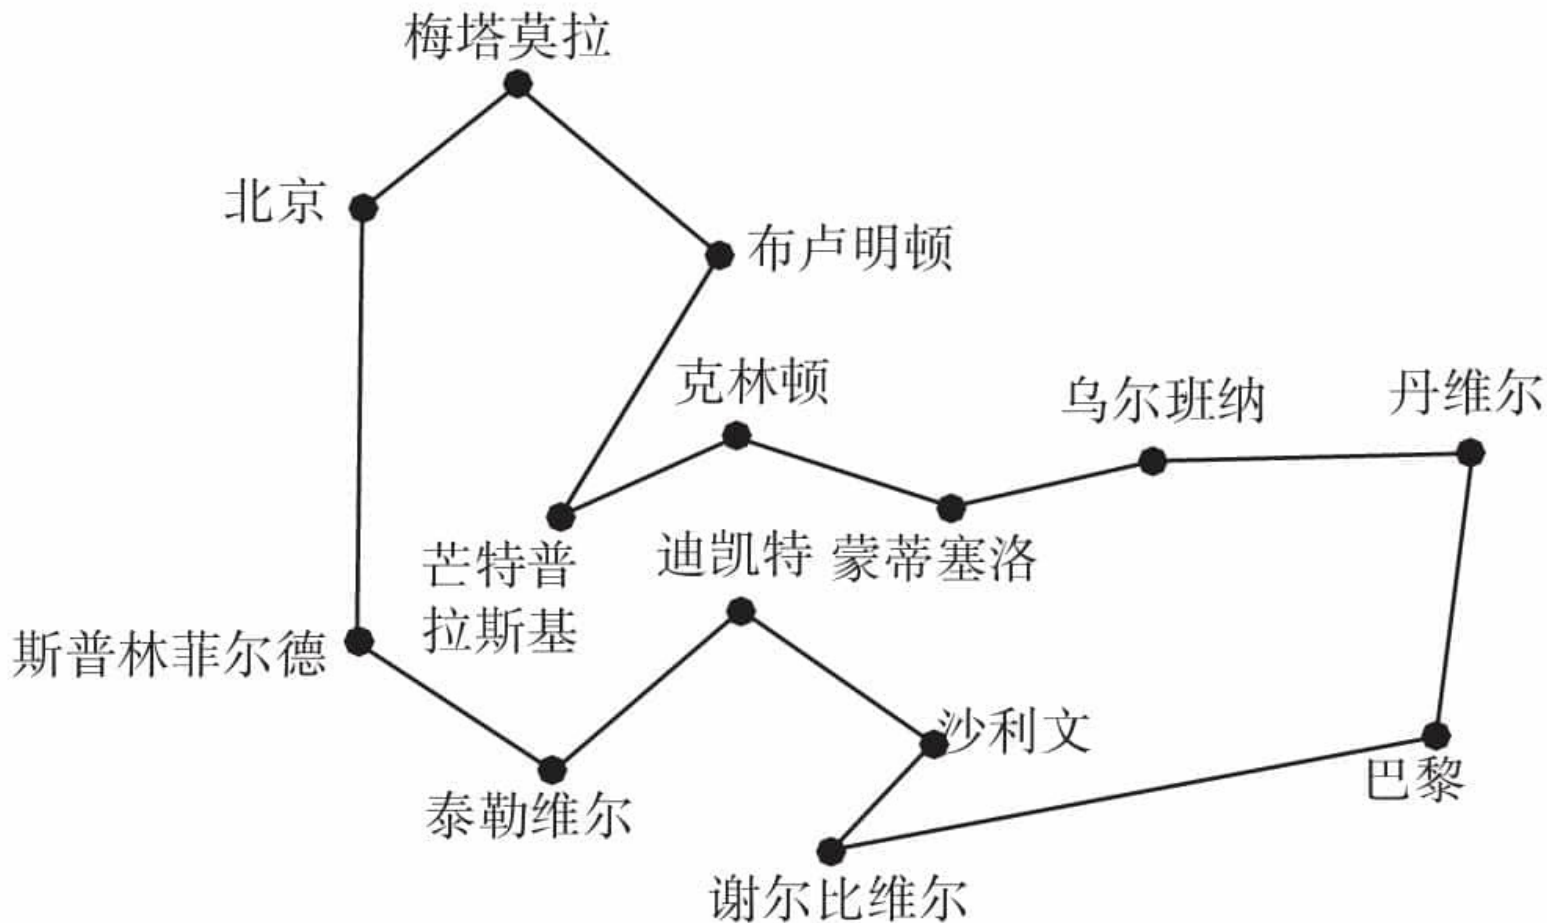 梅塔莫拉
北京
布卢明顿
克林顿
乌尔班纳
丹维尔
芒特普
拉斯基
迪凯特
蒙蒂塞洛
斯普林菲尔德
沙利文
巴黎
泰勒维尔
谢尔比维尔